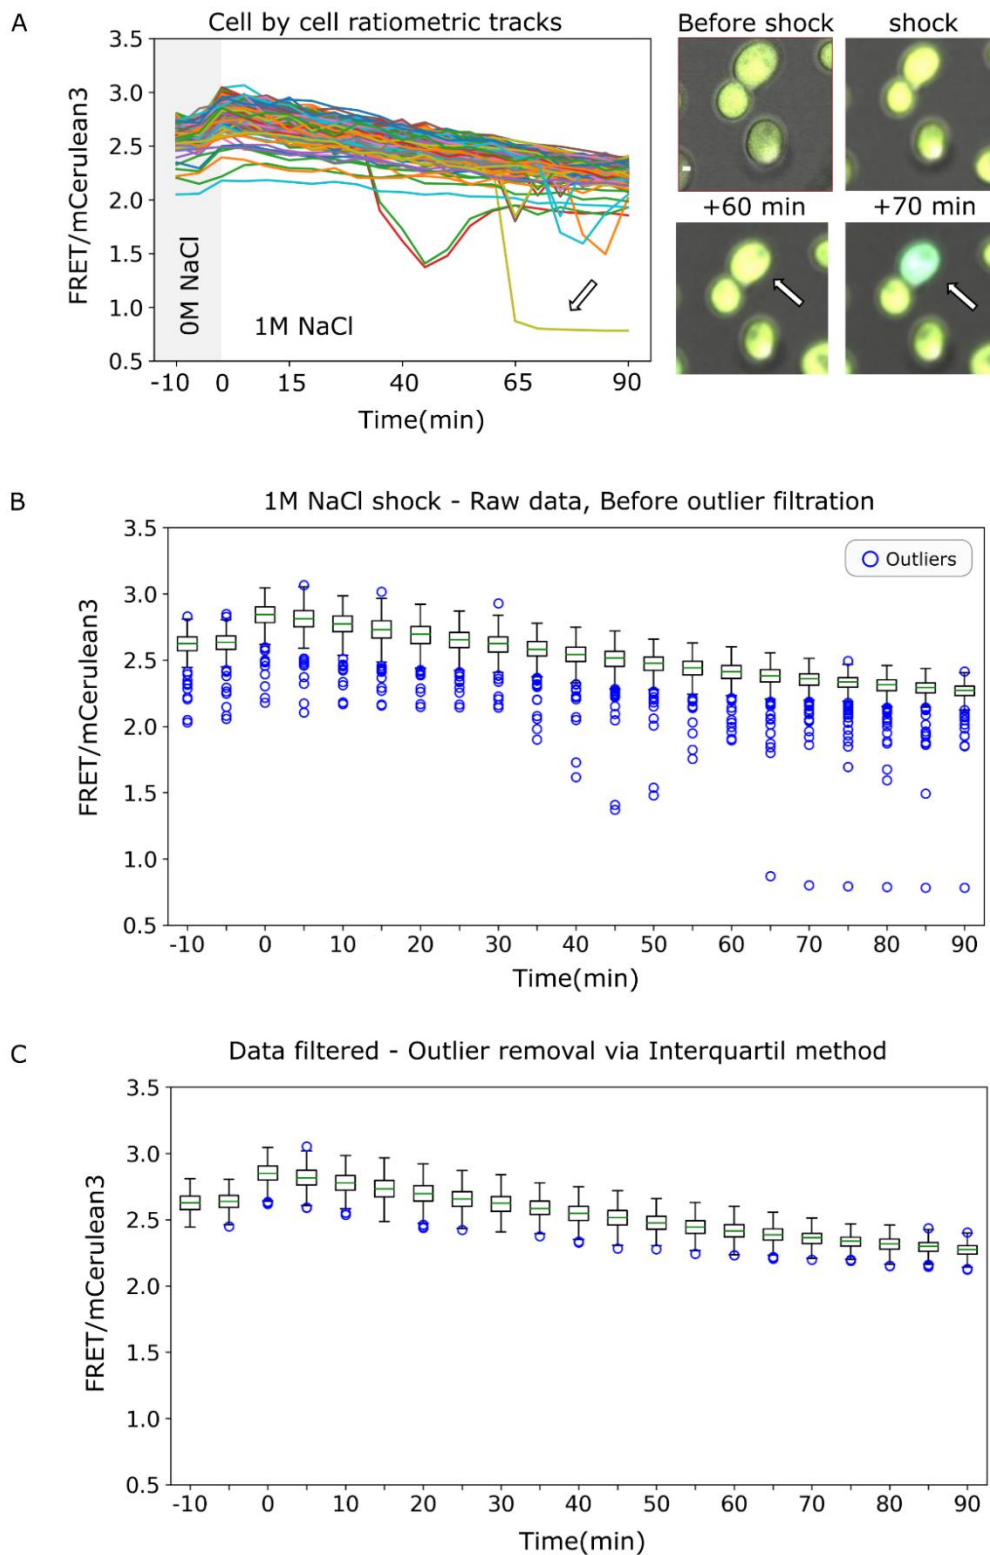 A
Cell by cell ratiometric tracks
3.5
3.0
2.5
2.0
1.5
1.0
0.5
FRET/mCerulean3
0M NaCl
1M NaCl
-10 0 15 40 65 90
Time(min)
Before shock
shock
+60 min
+70 min
B
1M NaCl shock - Raw data, Before outlier filtration
Outliers
3.5
3.0
2.5
2.0
1.5
1.0
0.5
FRET/mCerulean3
-10 0 10 20 30 40 50 60 70 80 90
Time(min)
C
Data filtered - Outlier removal via Interquartil method
3.5
3.0
2.5
2.0
1.5
1.0
0.5
FRET/mCerulean3
-10 0 10 20 30 40 50 60 70 80 90
Time(min)